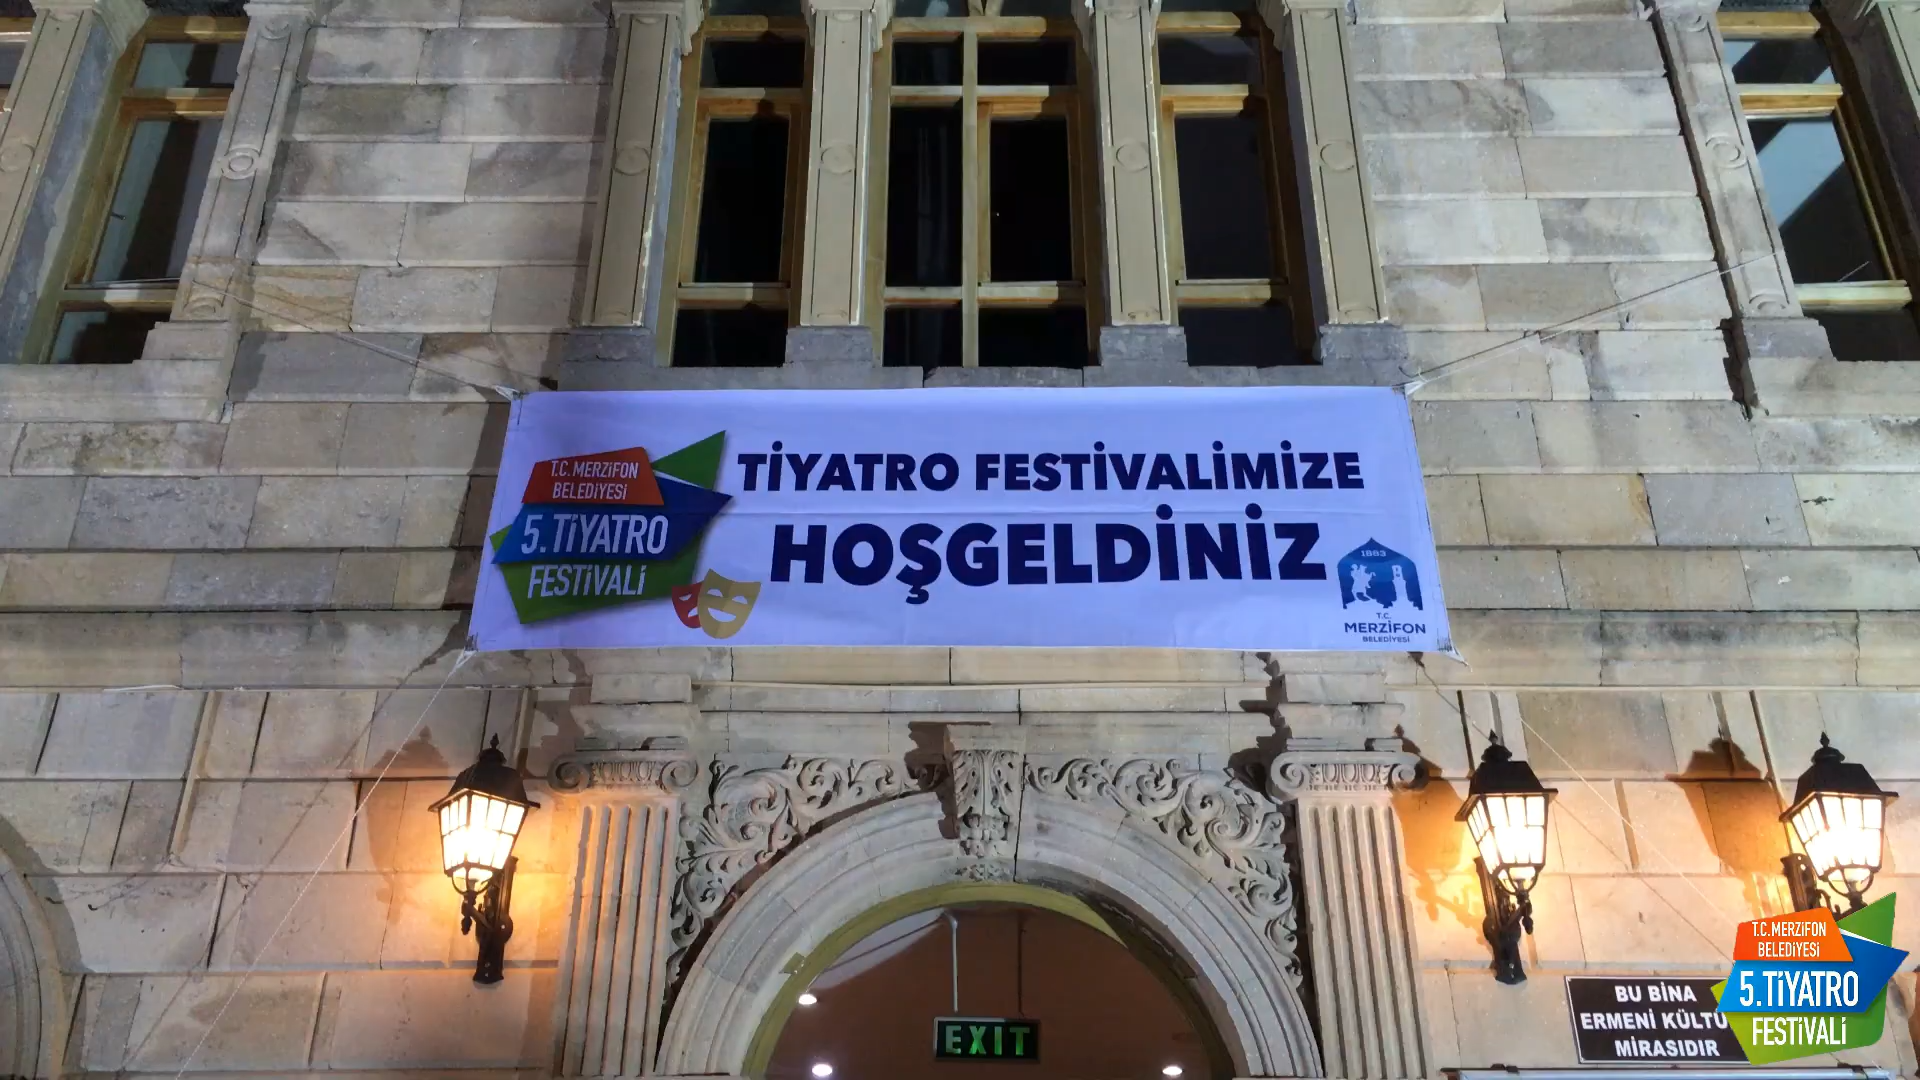 T.C. MERZİFON
BELEDİYESİ
5. TİYATRO
FESTİVALİ
TİYATRO FESTİVALİMİZE
HOŞGELDİNİZ
1883
T.C.
MERZİFON
BELEDİYESİ
EXIT
BU BİNA
ERMENİ
MİRASIDIR
T.C. MERZİFON
BELEDİYESİ
5. TİYATRO
FESTİVALİ